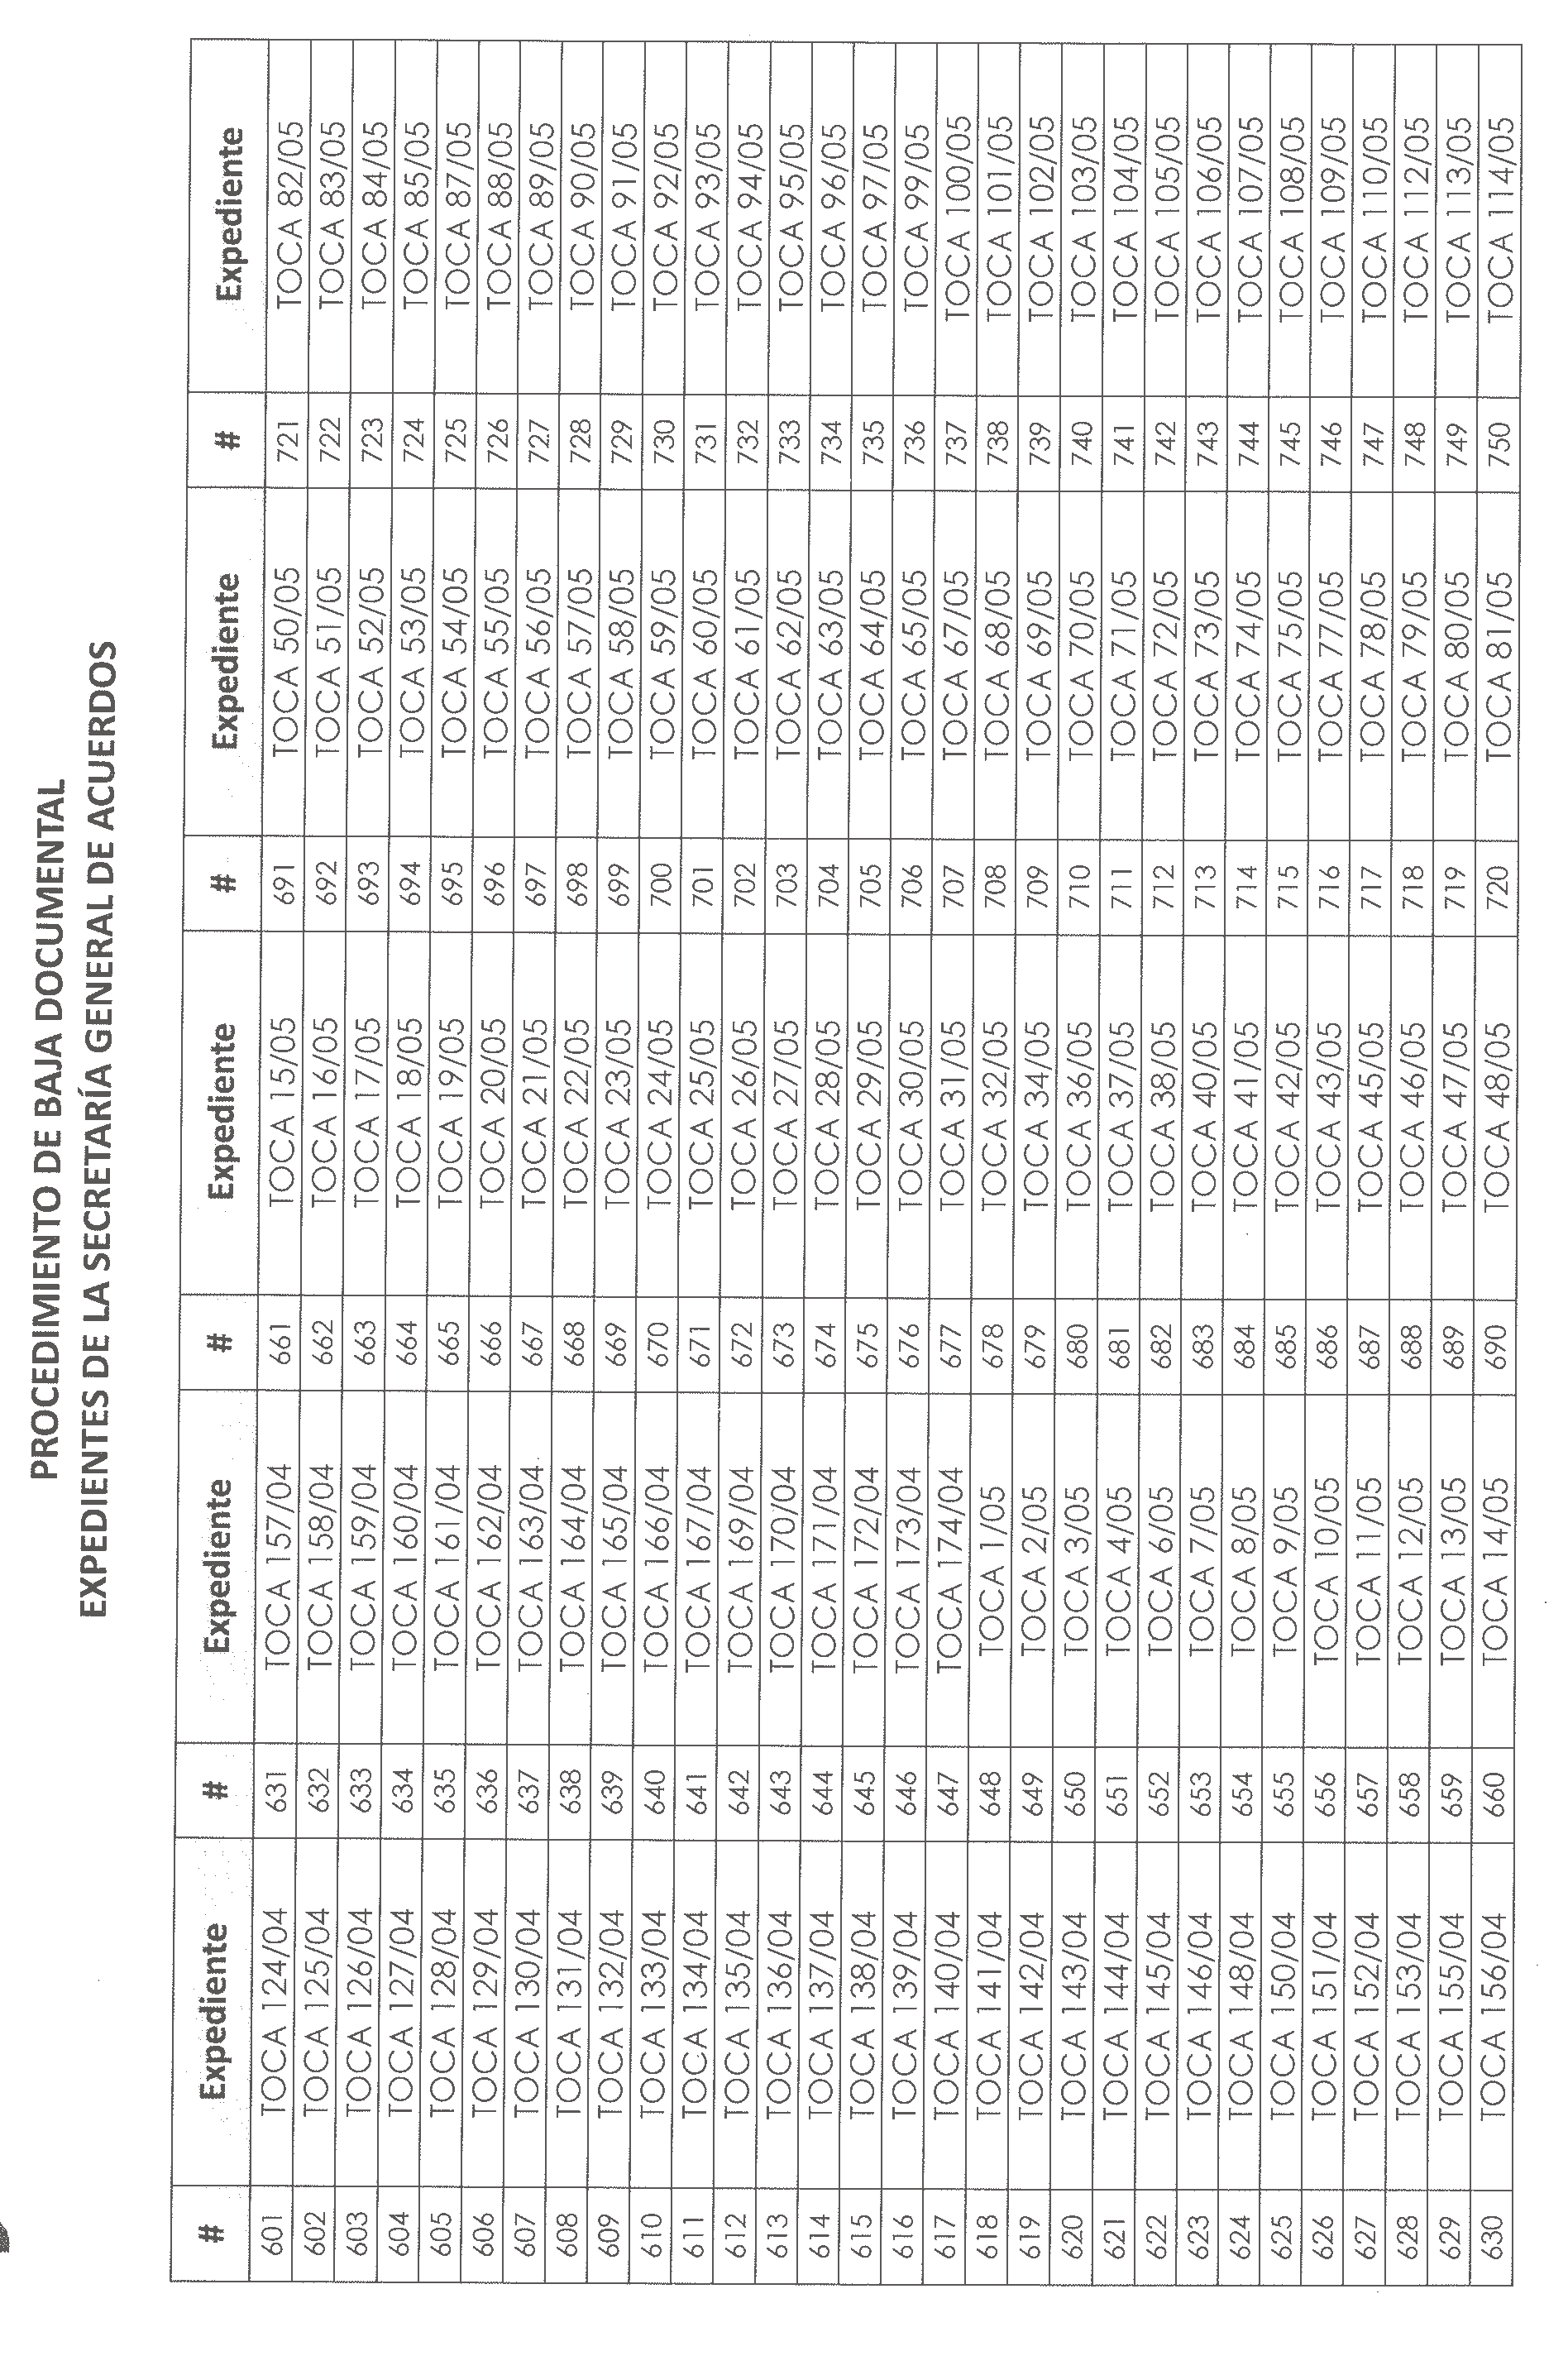 PROCEDIMIENTO DE BAJA DOCUMENTAL
EXPEDIENTES DE LA SECRETARÍA GENERAL DE ACUERDOS
# Expediente # Expediente # Expediente # Expediente # Expediente
601 TOCA 124/04 631 TOCA 157/04 661 TOCA 15/05 691 TOCA 50/05 721 TOCA 82/05
602 TOCA 125/04 632 TOCA 158/04 662 TOCA 16/05 692 TOCA 51/05 722 TOCA 83/05
603 TOCA 126/04 633 TOCA 159/04 663 TOCA 17/05 693 TOCA 52/05 723 TOCA 84/05
604 TOCA 127/04 634 TOCA 160/04 664 TOCA 18/05 694 TOCA 53/05 724 TOCA 85/05
605 TOCA 128/04 635 TOCA 161/04 665 TOCA 19/05 695 TOCA 54/05 725 TOCA 87/05
606 TOCA 129/04 636 TOCA 162/04 666 TOCA 20/05 696 TOCA 55/05 726 TOCA 88/05
607 TOCA 130/04 637 TOCA 163/04 667 TOCA 21/05 697 TOCA 56/05 727 TOCA 89/05
608 TOCA 131/04 638 TOCA 164/04 668 TOCA 22/05 698 TOCA 57/05 728 TOCA 90/05
609 TOCA 132/04 639 TOCA 165/04 669 TOCA 23/05 699 TOCA 58/05 729 TOCA 91/05
610 TOCA 133/04 640 TOCA 166/04 670 TOCA 24/05 700 TOCA 59/05 730 TOCA 92/05
611 TOCA 134/04 641 TOCA 167/04 671 TOCA 25/05 701 TOCA 60/05 731 TOCA 93/05
612 TOCA 135/04 642 TOCA 169/04 672 TOCA 26/05 702 TOCA 61/05 732 TOCA 94/05
613 TOCA 136/04 643 TOCA 170/04 673 TOCA 27/05 703 TOCA 62/05 733 TOCA 95/05
614 TOCA 137/04 644 TOCA 171/04 674 TOCA 28/05 704 TOCA 63/05 734 TOCA 96/05
615 TOCA 138/04 645 TOCA 172/04 675 TOCA 29/05 705 TOCA 64/05 735 TOCA 97/05
616 TOCA 139/04 646 TOCA 173/04 676 TOCA 30/05 706 TOCA 65/05 736 TOCA 99/05
617 TOCA 140/04 647 TOCA 174/04 677 TOCA 31/05 707 TOCA 67/05 737 TOCA 100/05
618 TOCA 141/04 648 TOCA 1/05 678 TOCA 32/05 708 TOCA 68/05 738 TOCA 101/05
619 TOCA 142/04 649 TOCA 2/05 679 TOCA 34/05 709 TOCA 69/05 739 TOCA 102/05
620 TOCA 143/04 650 TOCA 3/05 680 TOCA 36/05 710 TOCA 70/05 740 TOCA 103/05
621 TOCA 144/04 651 TOCA 4/05 681 TOCA 37/05 711 TOCA 71/05 741 TOCA 104/05
622 TOCA 145/04 652 TOCA 6/05 682 TOCA 38/05 712 TOCA 72/05 742 TOCA 105/05
623 TOCA 146/04 653 TOCA 7/05 683 TOCA 40/05 713 TOCA 73/05 743 TOCA 106/05
624 TOCA 148/04 654 TOCA 8/05 684 TOCA 41/05 714 TOCA 74/05 744 TOCA 107/05
625 TOCA 150/04 655 TOCA 9/05 685 TOCA 42/05 715 TOCA 75/05 745 TOCA 108/05
626 TOCA 151/04 656 TOCA 10/05 686 TOCA 43/05 716 TOCA 77/05 746 TOCA 109/05
627 TOCA 152/04 657 TOCA 11/05 687 TOCA 45/05 717 TOCA 78/05 747 TOCA 110/05
628 TOCA 153/04 658 TOCA 12/05 688 TOCA 46/05 718 TOCA 79/05 748 TOCA 112/05
629 TOCA 155/04 659 TOCA 13/05 689 TOCA 47/05 719 TOCA 80/05 749 TOCA 113/05
630 TOCA 156/04 660 TOCA 14/05 690 TOCA 48/05 720 TOCA 81/05 750 TOCA 114/05